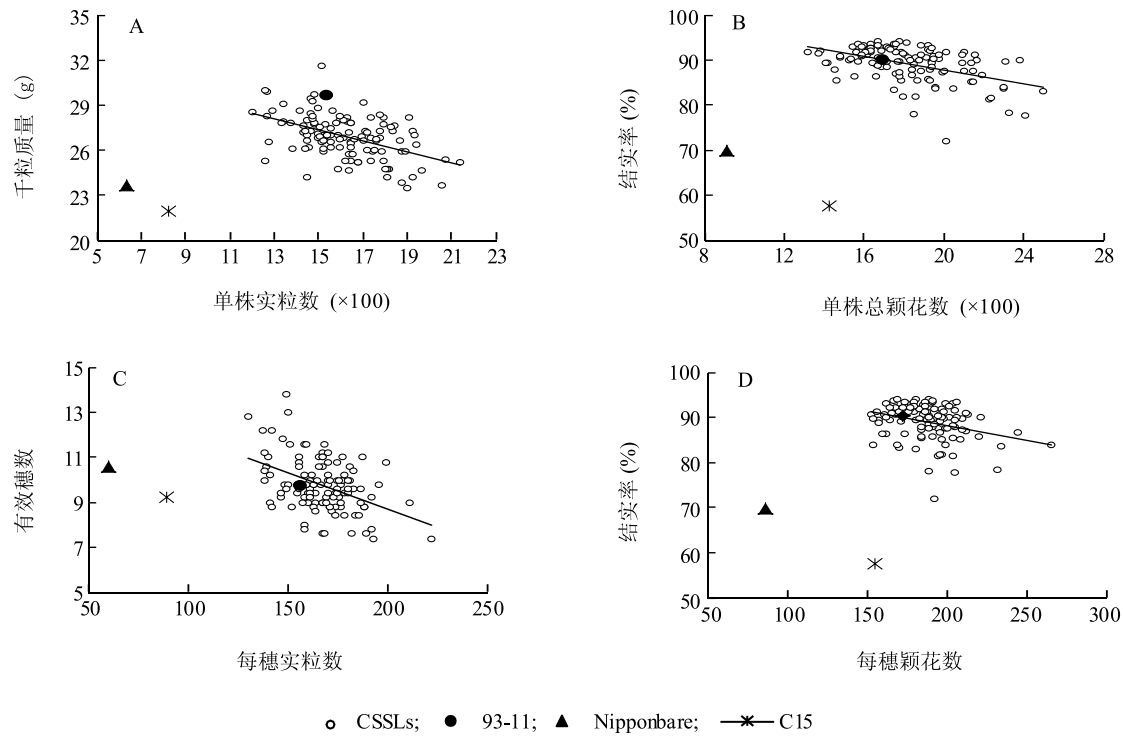 A
35
32
29
26
23
20
千粒质量 (g)
5 7 9 11 13 15 17 19 21 23
单株实粒数 (×100)
B
100
90
80
70
60
50
结实率 (%)
8 12 16 20 24 28
单株总颖花数 (×100)
C
15
13
11
9
7
5
有效穗数
50 100 150 200 250
每穗实粒数
D
100
90
80
70
60
50
结实率 (%)
50 100 150 200 250 300
每穗颖花数
CSSLs; 93-11; Nipponbare; C15